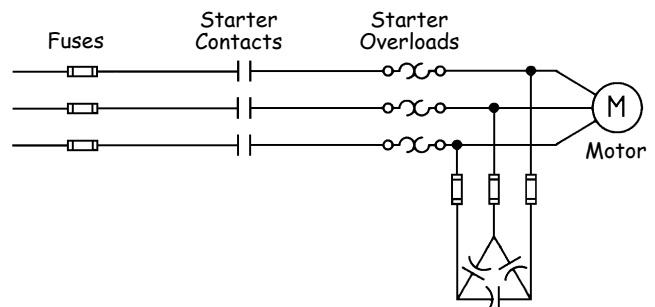 Fuses
Starter
Contacts
Starter
Overloads
M
Motor